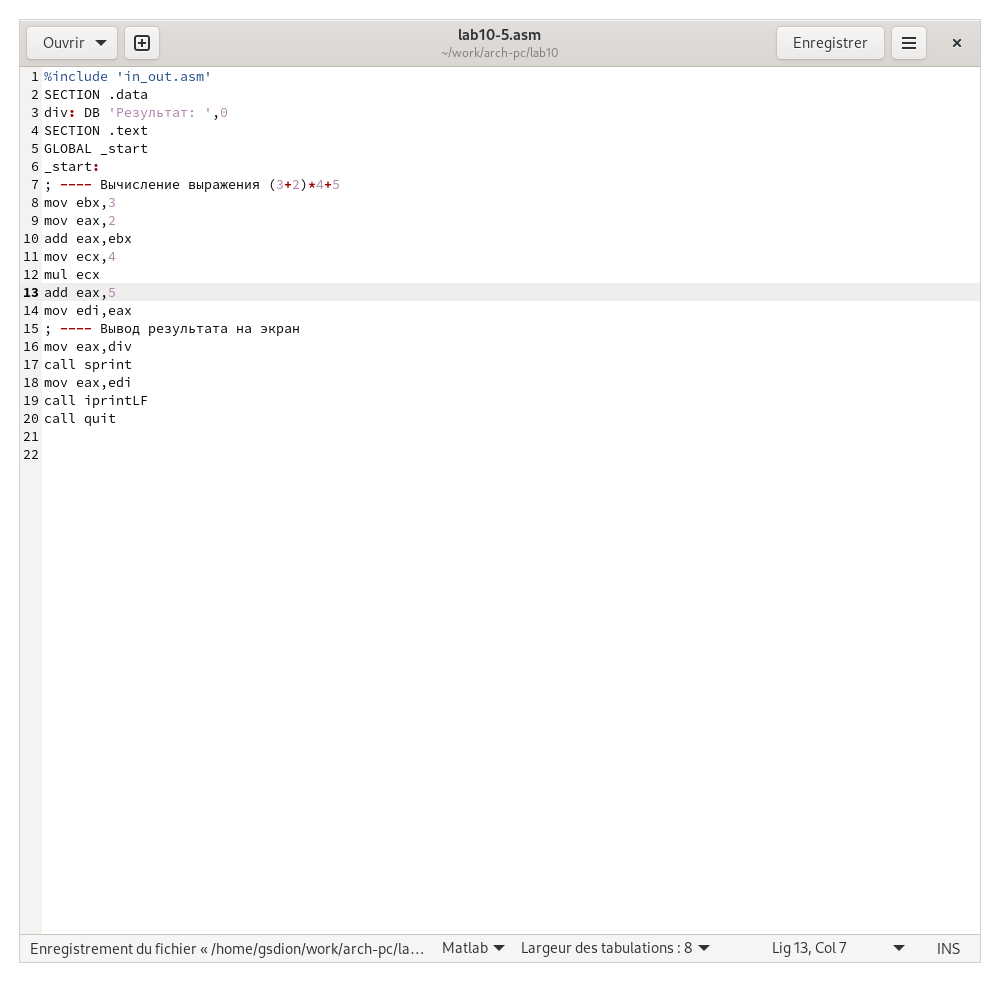 Ouvrir
lab10-5.asm
~/work/arch-pc/lab10
Enregistrer
1 %include 'in_out.asm'
2 SECTION .data
3 div: DB 'Результат: ',0
4 SECTION .text
5 GLOBAL _start
6 _start:
7 ; ---- Вычисление выражения (3+2)*4+5
8 mov ebx,3
9 mov eax,2
10 add eax,ebx
11 mov ecx,4
12 mul ecx
13 add eax,5
14 mov edi,eax
15 ; ---- Вывод результата на экран
16 mov eax,div
17 call sprint
18 mov eax,edi
19 call iprintLF
20 call quit
21
22
Enregistrement du fichier « /home/gsdion/work/arch-pc/la… Matlab Largeur des tabulations : 8 Lig 13, Col 7 INS